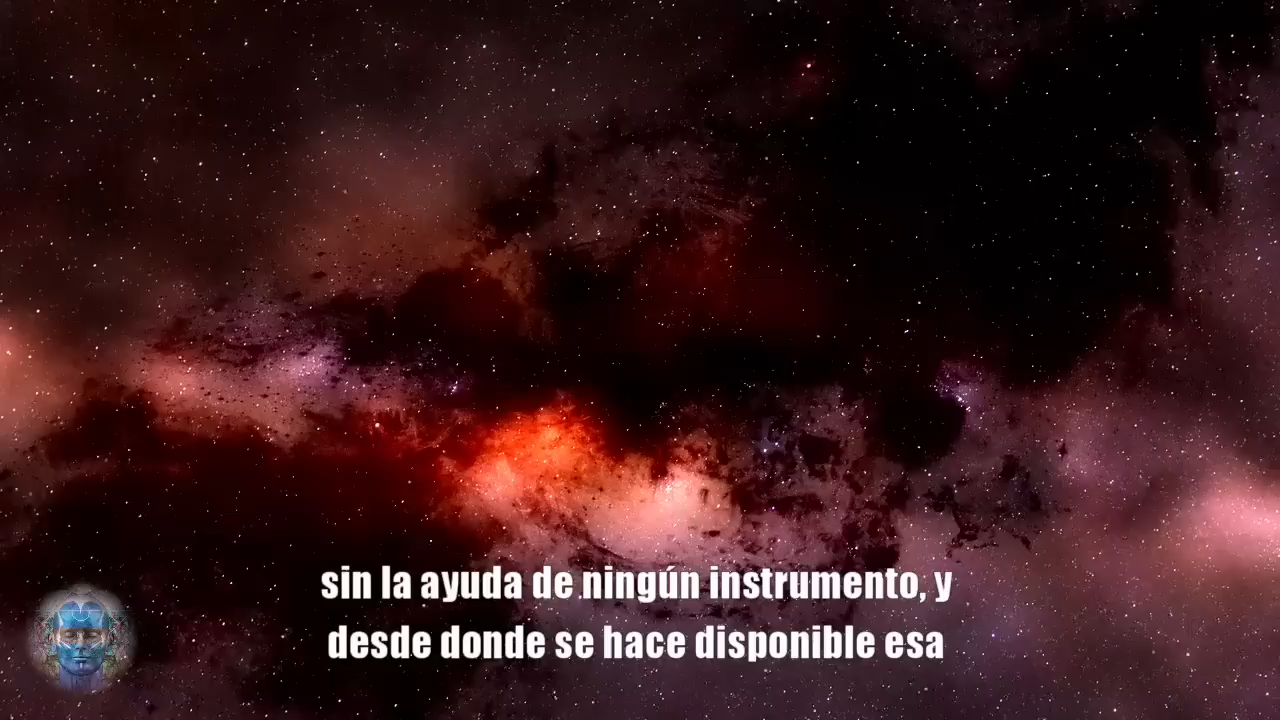 sin la ayuda de ningún instrumento, y
desde donde se hace disponible esa